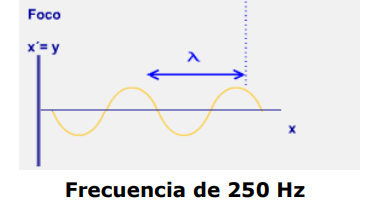 Foco
x´= y
λ
x
Frecuencia de 250 Hz